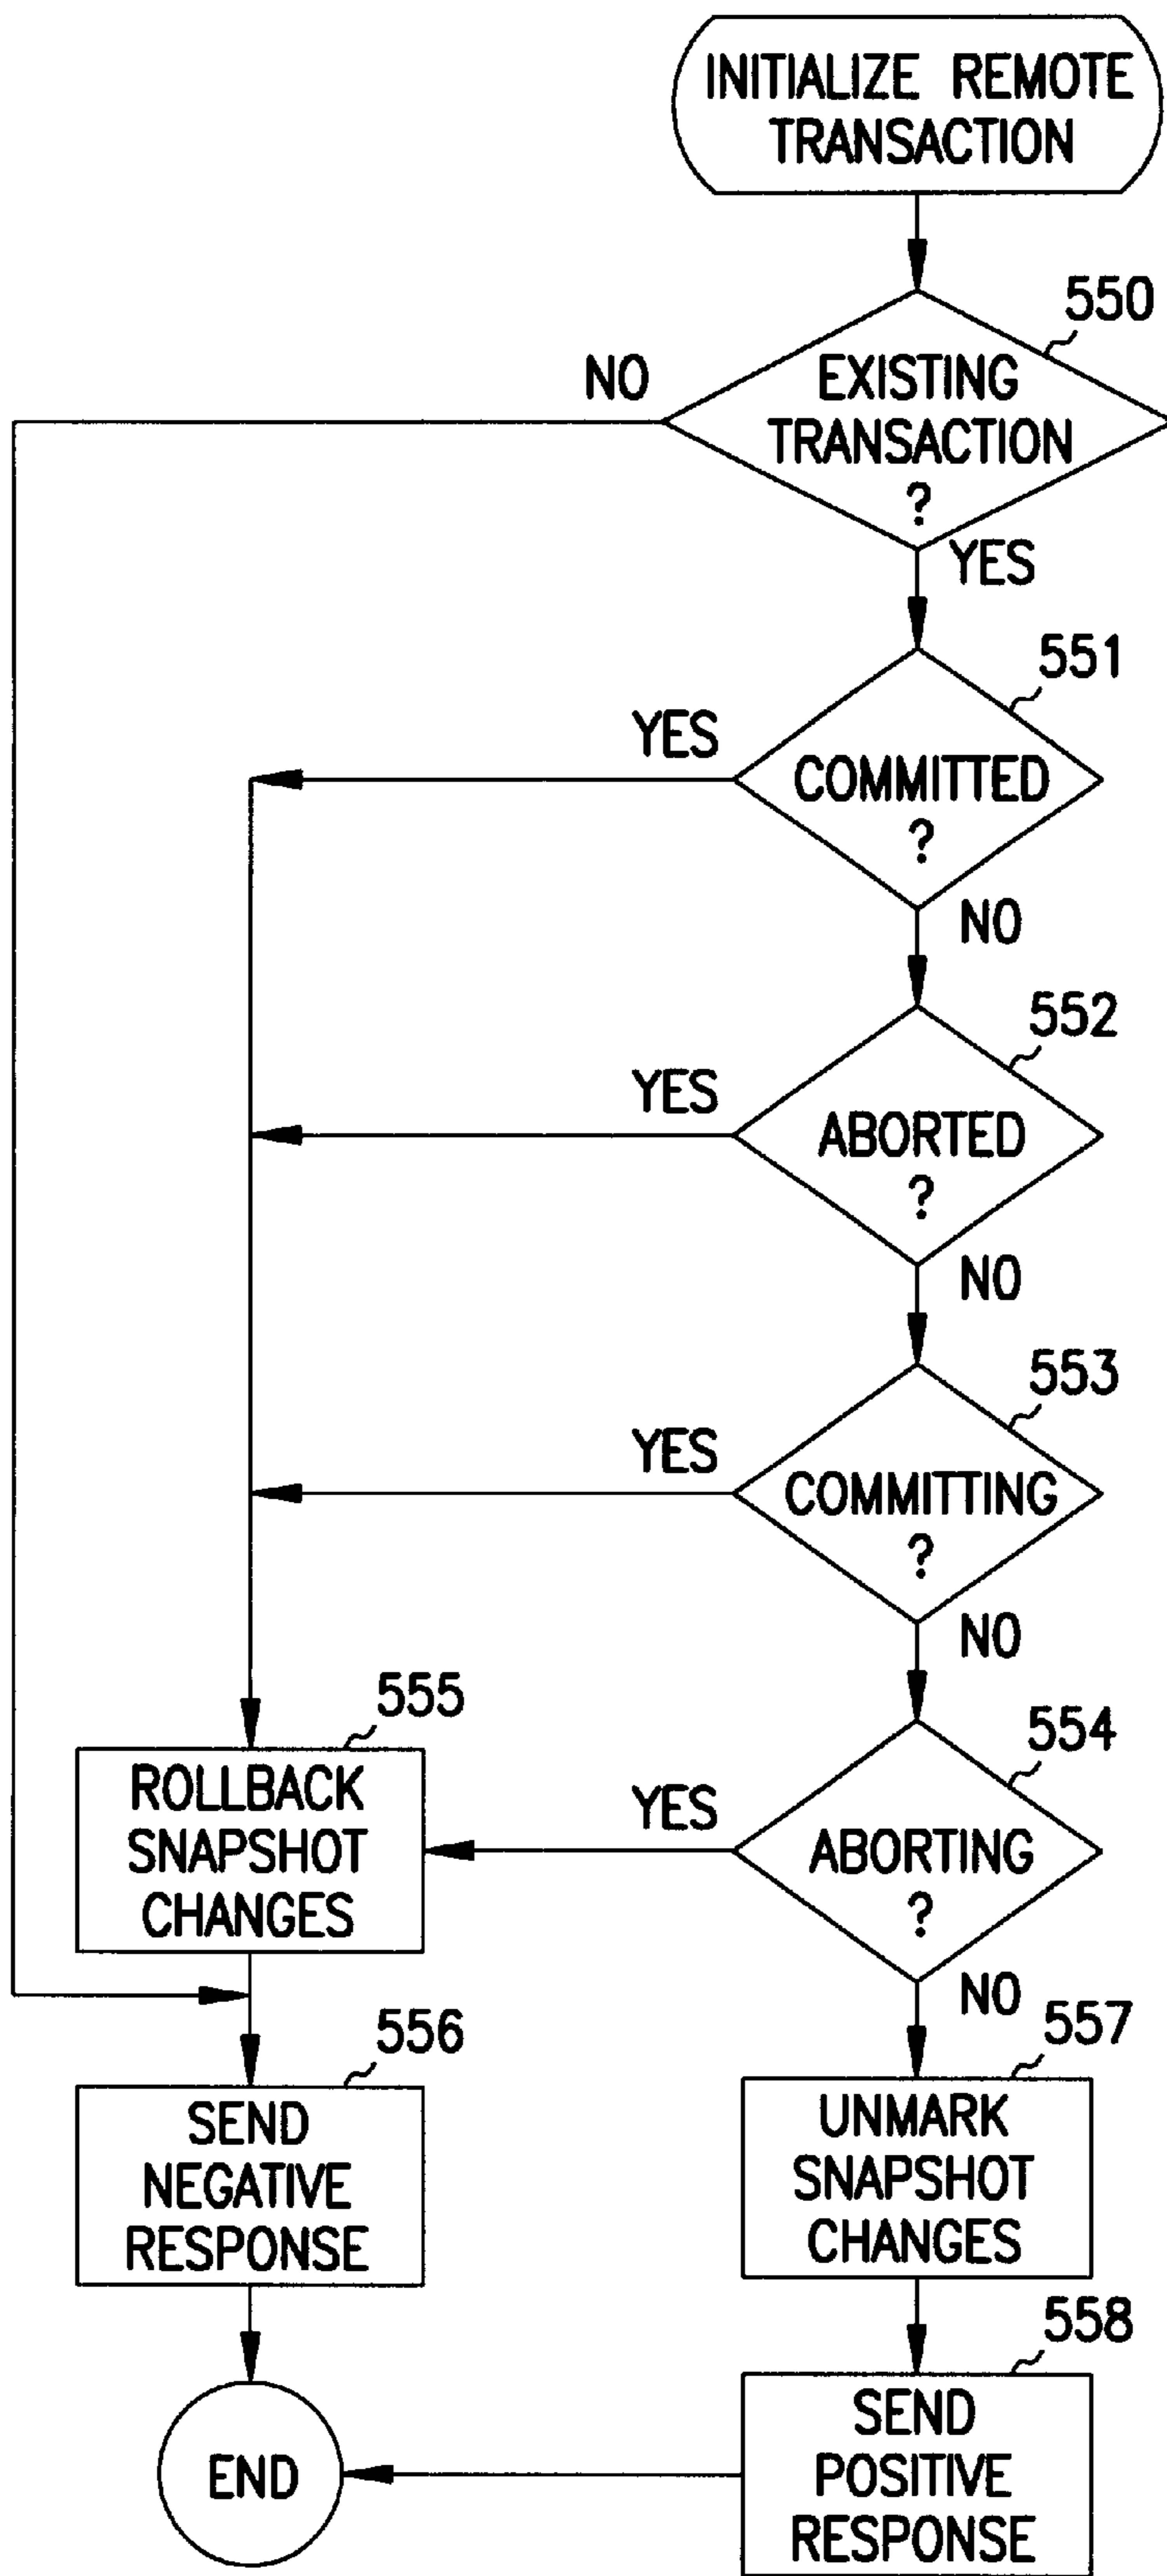 INITIALIZE REMOTE
TRANSACTION
550
NO
EXISTING
TRANSACTION
?
YES
551
YES
COMMITTED
?
NO
552
YES
ABORTED
?
NO
553
YES
COMMITTING
?
NO
555
554
ROLLBACK
SNAPSHOT
CHANGES
YES
ABORTING
?
NO
556
557
SEND
NEGATIVE
RESPONSE
UNMARK
SNAPSHOT
CHANGES
558
END
SEND
POSITIVE
RESPONSE